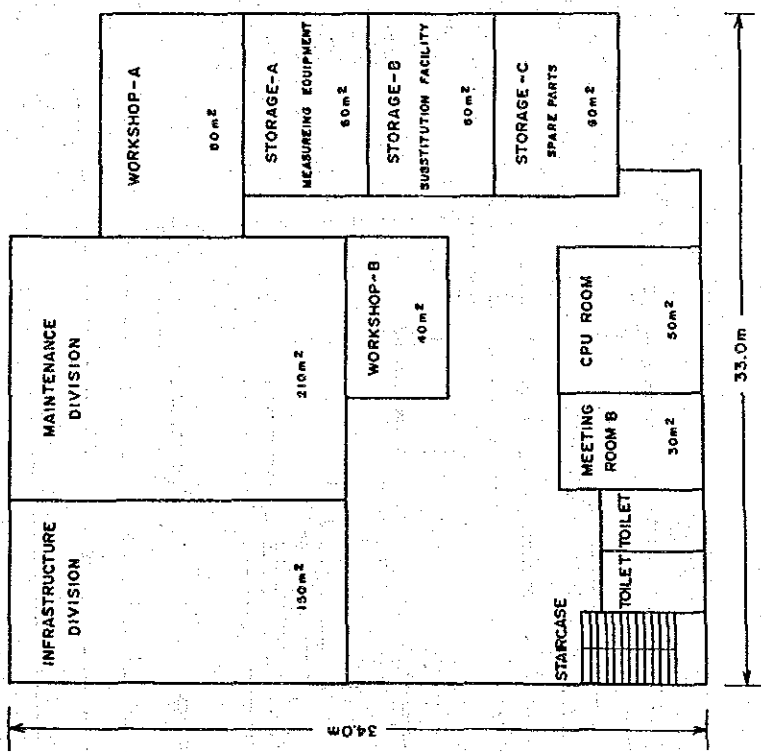 INFRASTRUCTURE
DIVISION
150m²
MAINTENANCE
DIVISION
210m²
WORKSHOP-A
80m²
STORAGE-A
MEASUREING EQUIPMENT
60m²
STORAGE-B
SUBSTITUTION FACILITY
60m²
STORAGE-C
SPARE PARTS
60m²
WORKSHOP-B
40m²
STAIRCASE
TOILET
TOILET
MEETING
ROOM B
30m²
CPU ROOM
50m²
34.0m
33.0m